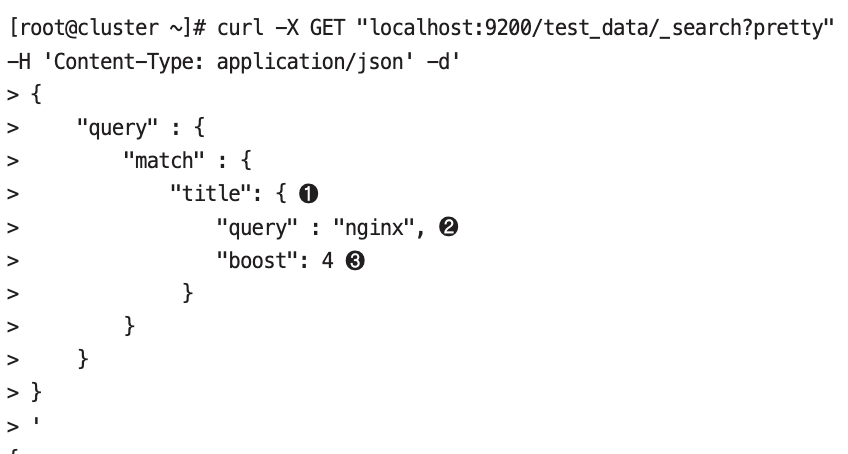 [root@cluster ~]# curl -X GET "localhost:9200/test_data/_search?pretty"
-H 'Content-Type: application/json' -d'
> {
>     "query" : {
>         "match" : {
>             "title": { ❶
>                 "query" : "nginx", ❷
>                 "boost": 4 ❸
>              }
>         }
>     }
> }
> '